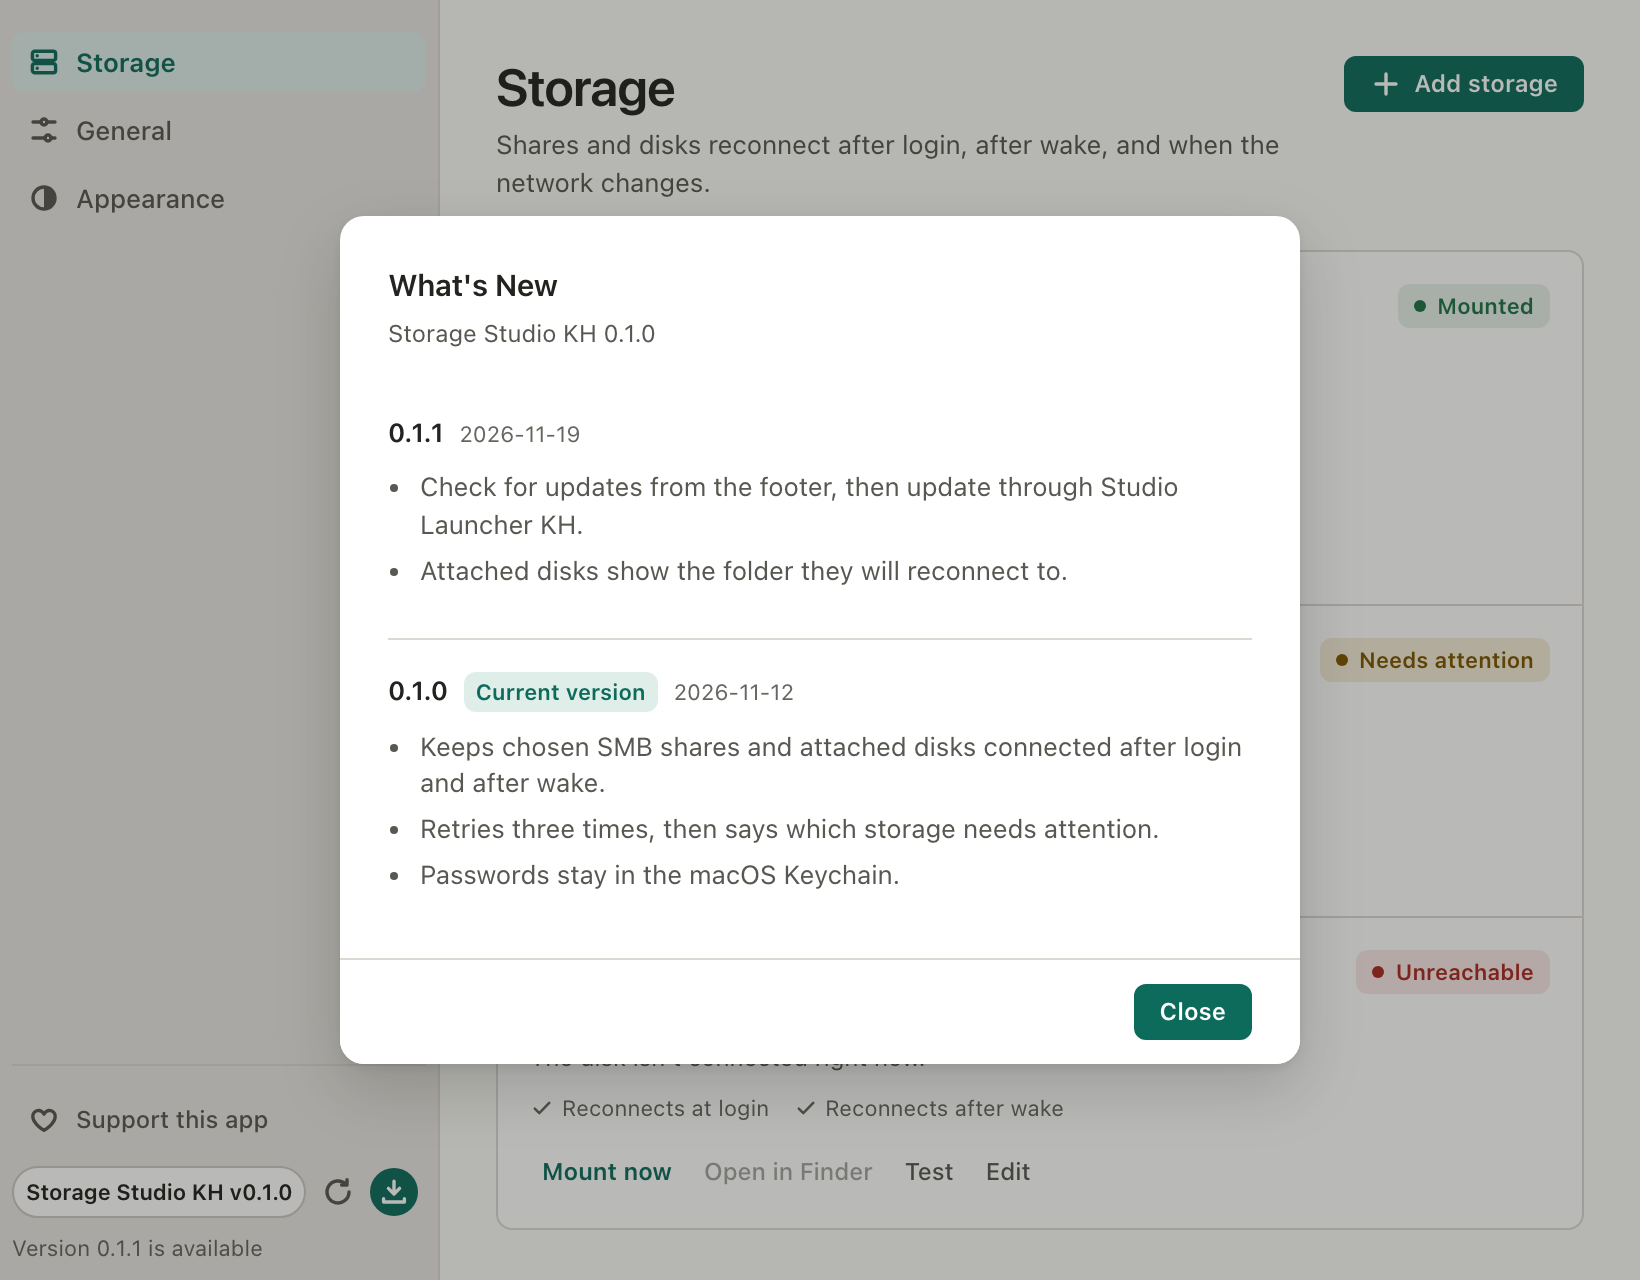 Storage
General
Appearance
Storage
Add storage
Shares and disks reconnect after login, after wake, and when the
network changes.
Mounted
Needs attention
Unreachable
What's New
Storage Studio KH 0.1.0
0.1.1 2026-11-19
Check for updates from the footer, then update through Studio
Launcher KH.
Attached disks show the folder they will reconnect to.
0.1.0 Current version 2026-11-12
Keeps chosen SMB shares and attached disks connected after login
and after wake.
Retries three times, then says which storage needs attention.
Passwords stay in the macOS Keychain.
Close
Reconnects at login Reconnects after wake
Mount now Open in Finder Test Edit
Support this app
Storage Studio KH v0.1.0
Version 0.1.1 is available